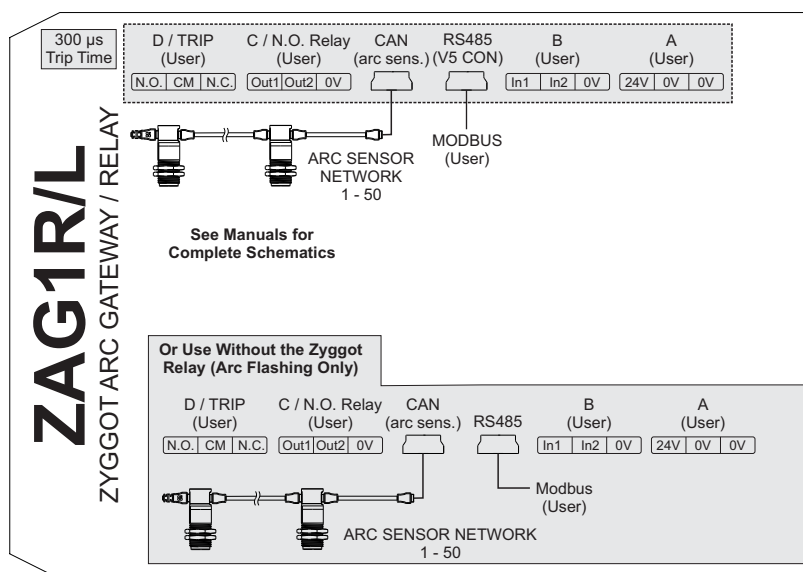 300 µs
Trip Time
D / TRIP
(User)
C / N.O. Relay
(User)
CAN
(arc sens.)
RS485
(V5 CON)
B
(User)
A
(User)
N.O. CM N.C.
Out1 Out2 0V
In1 In2 0V
24V 0V 0V
ARC SENSOR
NETWORK
1 - 50
MODBUS
(User)
See Manuals for
Complete Schematics
ZAG1R/L
ZYGGOT ARC GATEWAY / RELAY
Or Use Without the Zyggot
Relay (Arc Flashing Only)
D / TRIP
(User)
C / N.O. Relay
(User)
CAN
(arc sens.)
RS485
B
(User)
A
(User)
N.O. CM N.C.
Out1 Out2 0V
In1 In2 0V
24V 0V 0V
Modbus
(User)
ARC SENSOR NETWORK
1 - 50